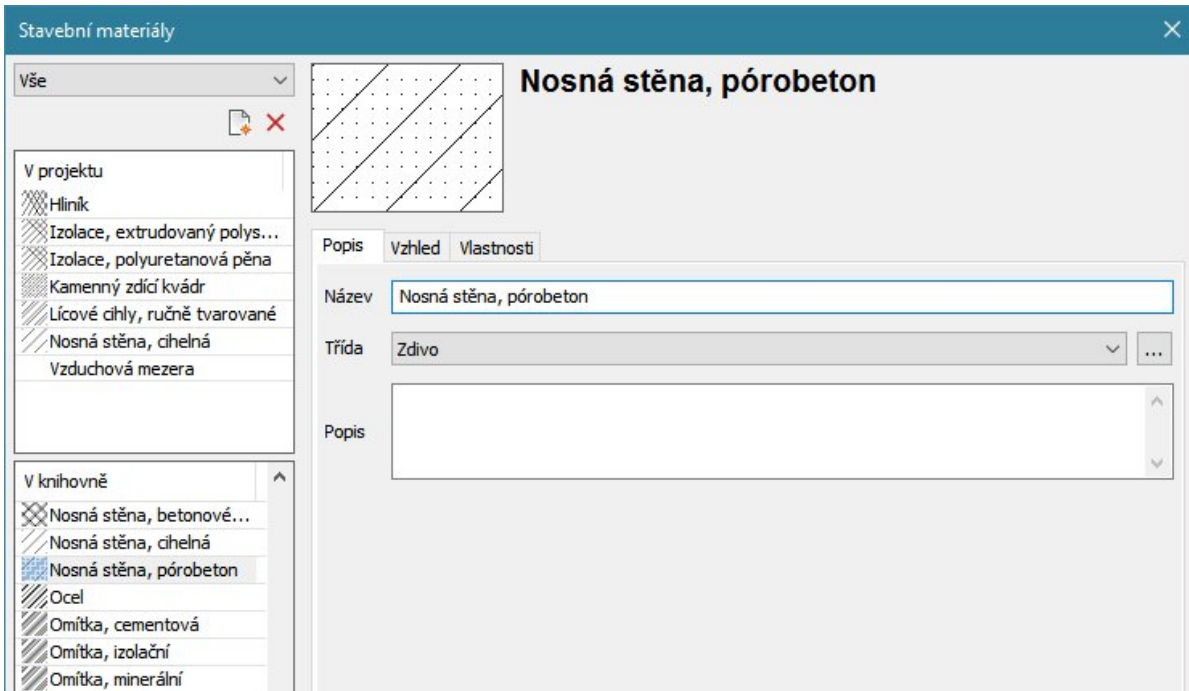 Stavební materiály
Vše
V projektu
Hliník
Izolace, extrudovaný polys...
Izolace, polyuretanová pěna
Kamenný zdící kvádr
Lícové cihly, ručně tvarované
Nosná stěna, cihelná
Vzduchová mezera
V knihovně
Nosná stěna, betonové...
Nosná stěna, cihelná
Nosná stěna, pórobeton
Ocel
Omítka, cementová
Omítka, izolační
Omítka, minerální
Nosná stěna, pórobeton
Popis Vzhled Vlastnosti
Název Nosná stěna, pórobeton
Třída Zdivo ...
Popis